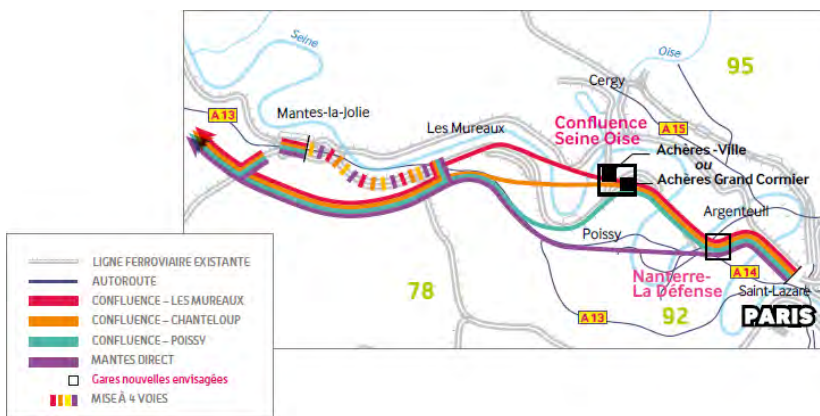 Seine
Oise
95
Cergy
A 13
Mantes-la-Jolie
Les Mureaux
Confluence
Seine Oise
A 15
Achères -Ville
ou
Achères Grand Cormier
Argenteuil
Poissy
Nanterre-
La Défense
A 14
Saint-Lazare
78
A 13
92
PARIS
LIGNE FERROVIAIRE EXISTANTE
AUTOROUTE
CONFLUENCE – LES MUREAUX
CONFLUENCE – CHANTELOUP
CONFLUENCE – POISSY
MANTES DIRECT
Gares nouvelles envisagées
MISE À 4 VOIES